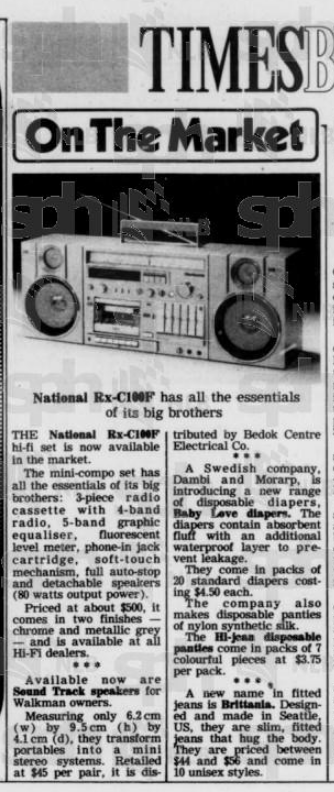 TIMES
On The Market
National Rx-C100F has all the essentials
of its big brothers
THE National Rx-C100F
hi-fi set is now available
in the market.
The mini-compo set has
all the essentials of its big
brothers: 3-piece radio
cassette with 4-band
radio, 5-band graphic
equaliser, fluorescent
level meter, phone-in jack
cartridge, soft-touch
mechanism, full auto-stop
and detachable speakers
(80 watts output power).
Priced at about $500, it
comes in two finishes —
chrome and metallic grey
— and is available at all
Hi-Fi dealers.
* * *
Available now are
Sound Track speakers for
Walkman owners.
Measuring only 6.2cm
(w) by 9.5cm (h) by
4.1cm (d), they transform
portables into a mini
stereo systems. Retailed
at $45 per pair, it is dis-
tributed by Bedok Centre
Electrical Co.
* * *
A Swedish company,
Dambi and Morarp, is
introducing a new range
of disposable diapers,
Baby Love diapers. The
diapers contain absorbent
fluff with an additional
waterproof layer to pre-
vent leakage.
They come in packs of
20 standard diapers cost-
ing $4.50 each.
The company also
makes disposable panties
of nylon synthetic silk.
The Hi-jean disposable
panties come in packs of 7
colourful pieces at $3.75
per pack.
* * * *
A new name in fitted
jeans is Brittania. Design-
ed and made in Seattle,
US, they are slim, fitted
jeans that hug the body.
They are priced between
$44 and $56 and come in
10 unisex styles.